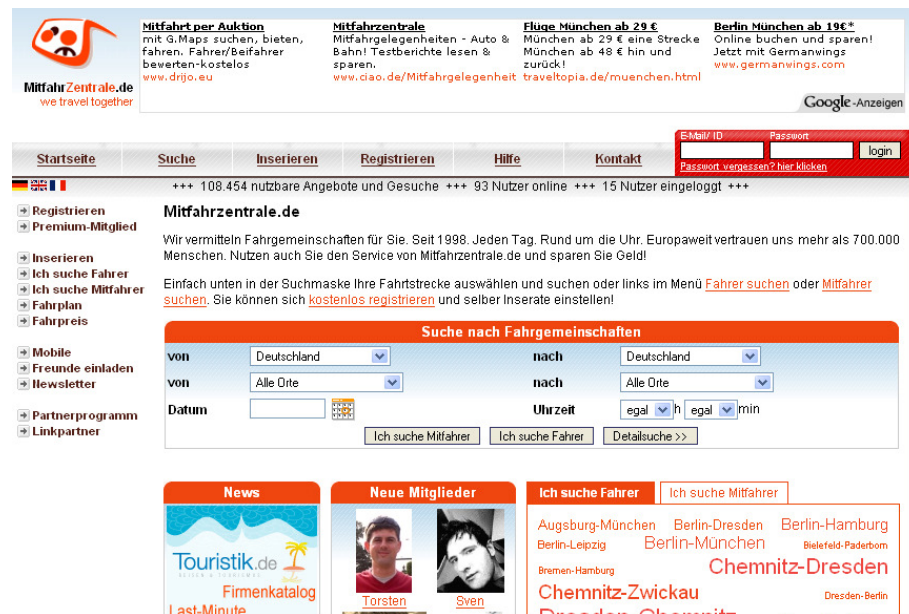 MitfahrZentrale.de
we travel together
Mitfahrt per Auktion
mit G.Maps suchen, bieten,
fahren. Fahrer/Beifahrer
bewerten-kostelos
www.drijo.eu
Mitfahrzentrale
Mitfahrgelegenheiten - Auto &
Bahn! Testberichte lesen &
sparen.
www.ciao.de/Mitfahrgelegenheit
Flüge München ab 29 €
München ab 29 € eine Strecke
München ab 48 € hin und
zurück!
traveltopia.de/muenchen.html
Berlin München ab 19€*
Online buchen und sparen!
Jetzt mit Germanwings
www.germanwings.com
Google-Anzeigen
E-Mail/ ID Passwort
login
Passwort vergessen? hier klicken
Startseite Suche Inserieren Registrieren Hilfe Kontakt
+++ 108.454 nutzbare Angebote und Gesuche +++ 93 Nutzer online +++ 15 Nutzer eingeloggt +++
Registrieren
Premium-Mitglied
Inserieren
Ich suche Fahrer
Ich suche Mitfahrer
Fahrplan
Fahrpreis
Mobile
Freunde einladen
Newsletter
Partnerprogramm
Linkpartner
Mitfahrzentrale.de
Wir vermitteln Fahrgemeinschaften für Sie. Seit 1998. Jeden Tag. Rund um die Uhr. Europaweit vertrauen uns mehr als 700.000
Menschen. Nutzen auch Sie den Service von Mitfahrzentrale.de und sparen Sie Geld!
Einfach unten in der Suchmaske Ihre Fahrtstrecke auswählen und suchen oder links im Menü Fahrer suchen oder Mitfahrer
suchen. Sie können sich kostenlos registrieren und selber Inserate einstellen!
Suche nach Fahrgemeinschaften
von Deutschland nach Deutschland
von Alle Orte nach Alle Orte
Datum Uhrzeit egal h egal min
Ich suche Mitfahrer Ich suche Fahrer Detailsuche >>
News
Touristik.de
Firmenkatalog
Last-Minute
Neue Mitglieder
Torsten Sven
Ich suche Fahrer Ich suche Mitfahrer
Augsburg-München Berlin-Dresden Berlin-Hamburg
Berlin-Leipzig Berlin-München Bielefeld-Paderborn
Bremen-Hamburg Chemnitz-Dresden
Chemnitz-Zwickau Dresden-Berlin
Dresden-Chemnitz